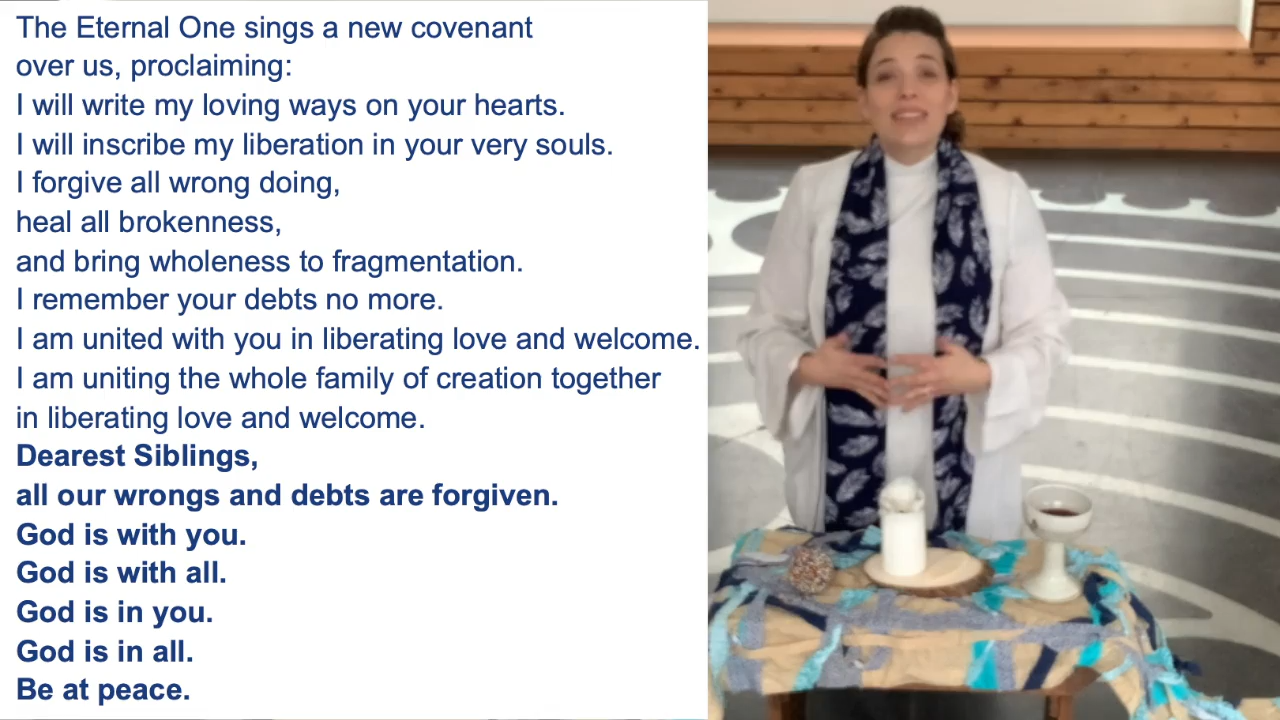 The Eternal One sings a new covenant
over us, proclaiming:
I will write my loving ways on your hearts.
I will inscribe my liberation in your very souls.
I forgive all wrong doing,
heal all brokenness,
and bring wholeness to fragmentation.
I remember your debts no more.
I am united with you in liberating love and welcome.
I am uniting the whole family of creation together
in liberating love and welcome.
Dearest Siblings,
all our wrongs and debts are forgiven.
God is with you.
God is with all.
God is in you.
God is in all.
Be at peace.